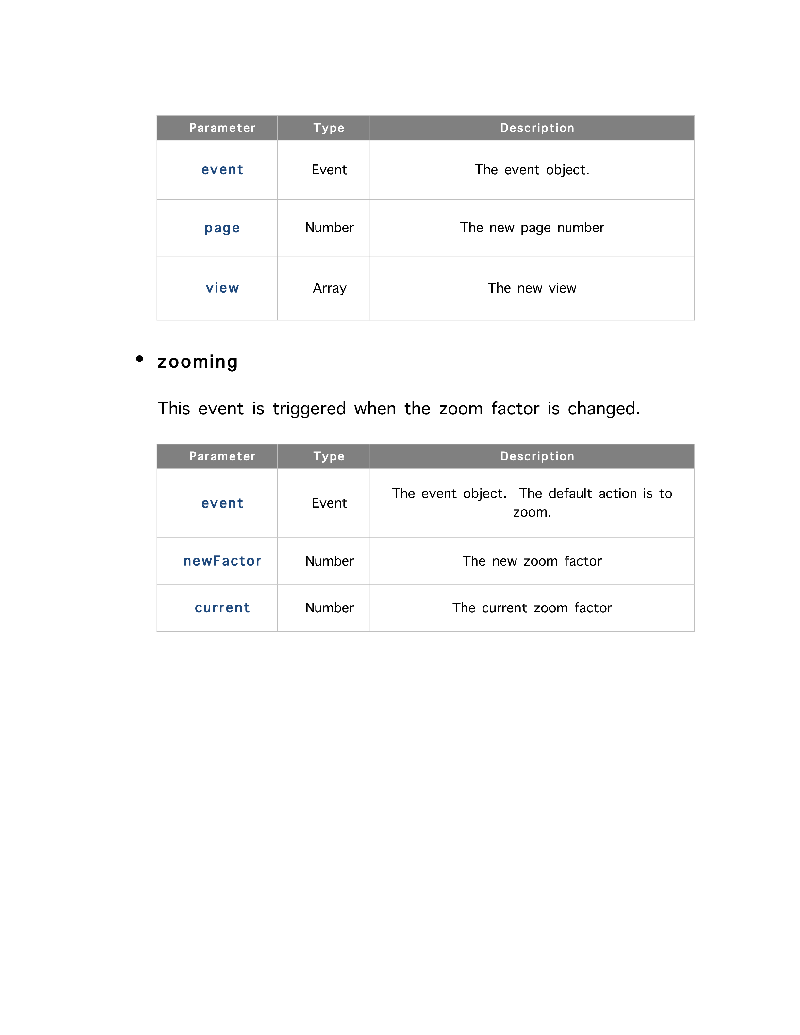 Parameter Type Description
event Event The event object.
page Number The new page number
view Array The new view
• zooming
This event is triggered when the zoom factor is changed.
Parameter Type Description
event Event The event object. The default action is to
zoom.
newFactor Number The new zoom factor
current Number The current zoom factor